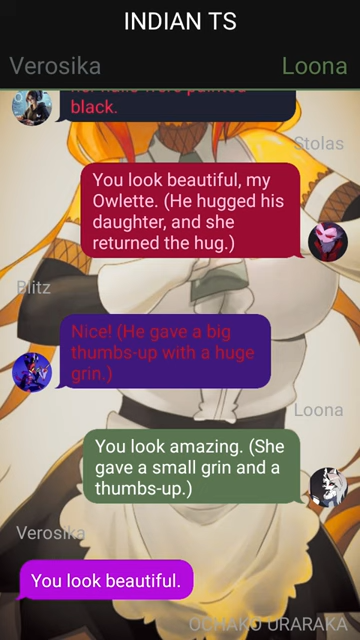 INDIAN TS
Verosika
Loona
black.
Stolas
You look beautiful, my
Owlette. (He hugged his
daughter, and she
returned the hug.)
Blitz
Nice! (He gave a big
thumbs-up with a huge
grin.)
Loona
You look amazing. (She
gave a small grin and a
thumbs-up.)
Verosika
You look beautiful.
OCHAKO URARAKA